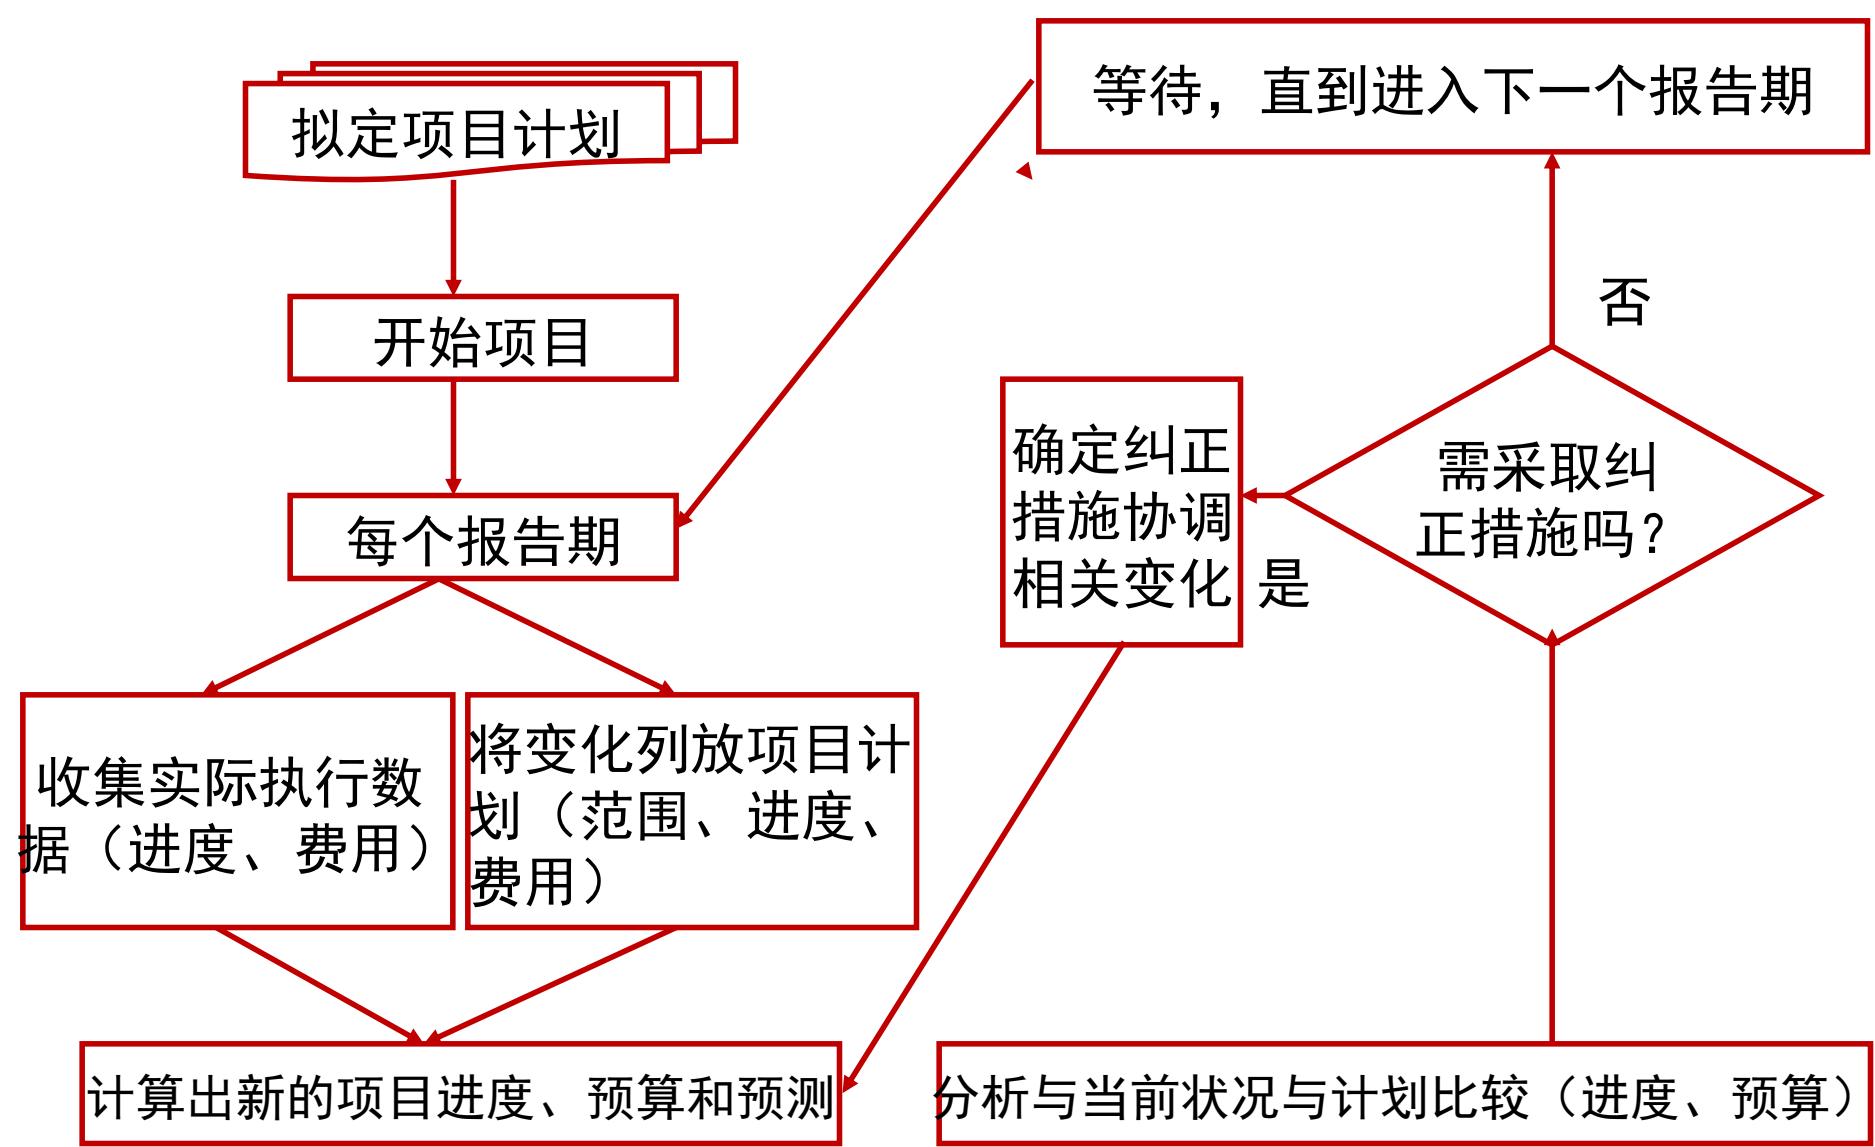 拟定项目计划
开始项目
每个报告期
收集实际执行数
据（进度、费用）
将变化列放项目计
划（范围、进度、
费用）
计算出新的项目进度、预算和预测
等待，直到进入下一个报告期
否
需采取纠
正措施吗？
确定纠正
措施协调
相关变化
是
分析与当前状况与计划比较（进度、预算）